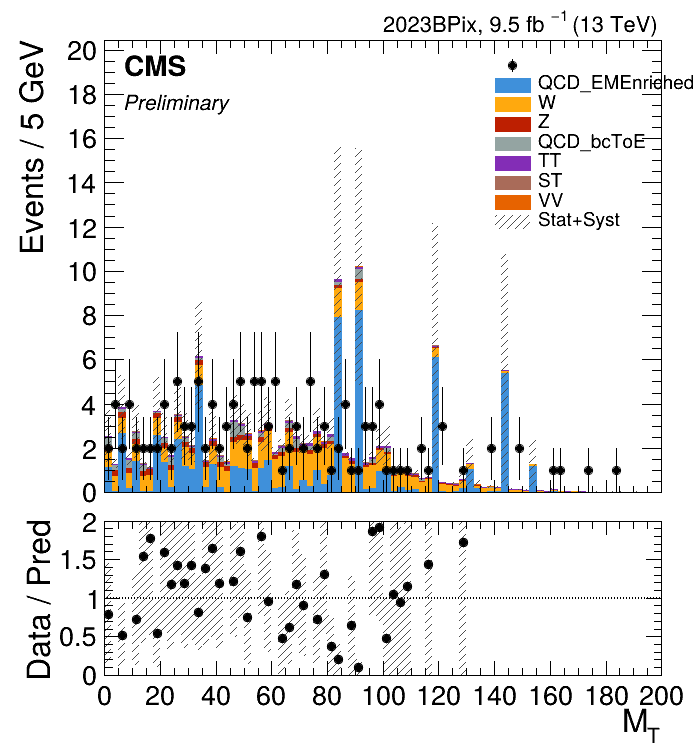 2023BPix, 9.5 fb⁻¹ (13 TeV)
CMS
Preliminary
Events / 5 GeV
20
18
16
14
12
10
8
6
4
2
0
QCD_EMEnriched
W
Z
QCD_bcToE
TT
ST
VV
Stat+Syst
Data / Pred
2
1.5
1
0.5
0
0 20 40 60 80 100 120 140 160 180 200
M_T